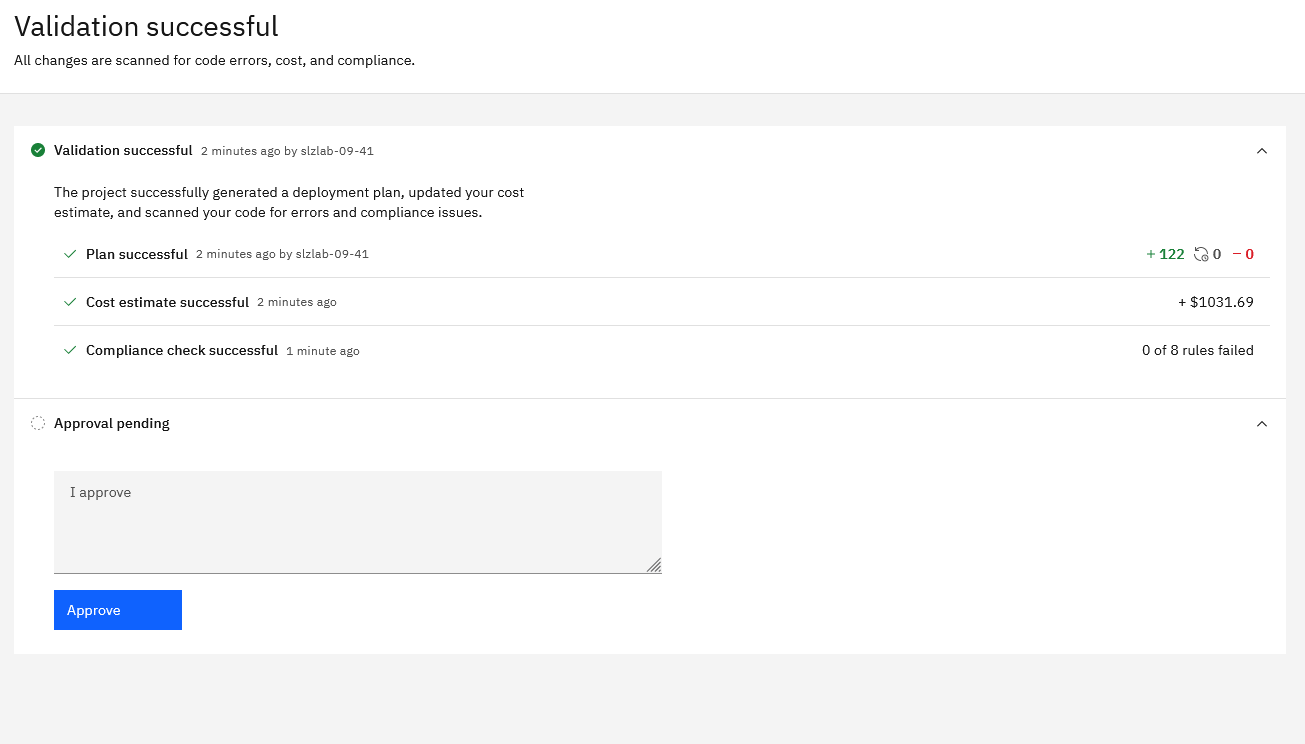 Validation successful
All changes are scanned for code errors, cost, and compliance.
Validation successful 2 minutes ago by slzlab-09-41
The project successfully generated a deployment plan, updated your cost
estimate, and scanned your code for errors and compliance issues.
Plan successful 2 minutes ago by slzlab-09-41 + 122 0 − 0
Cost estimate successful 2 minutes ago + $1031.69
Compliance check successful 1 minute ago 0 of 8 rules failed
Approval pending
I approve
Approve